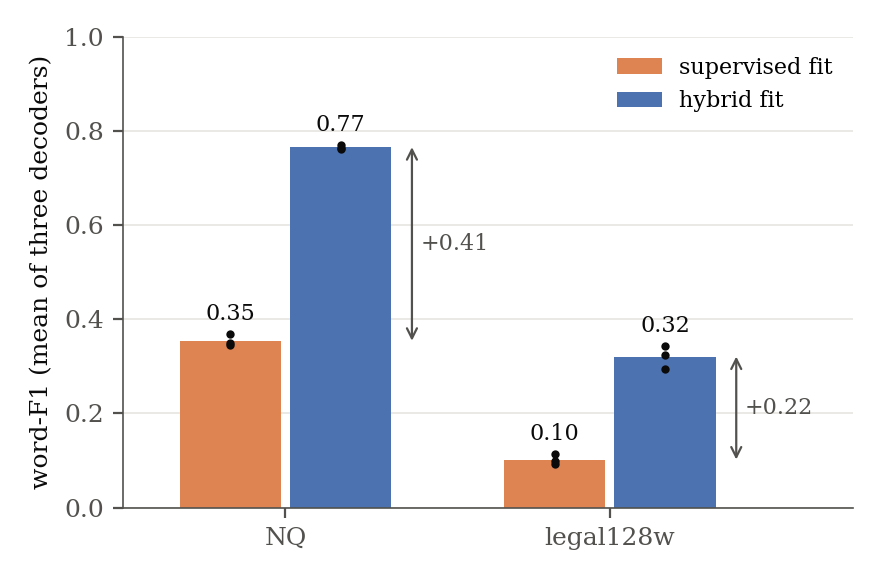 word-F1 (mean of three decoders)
1.0
0.8
0.6
0.4
0.2
0.0
supervised fit
hybrid fit
0.35
0.77
+0.41
0.10
0.32
+0.22
NQ
legal128w